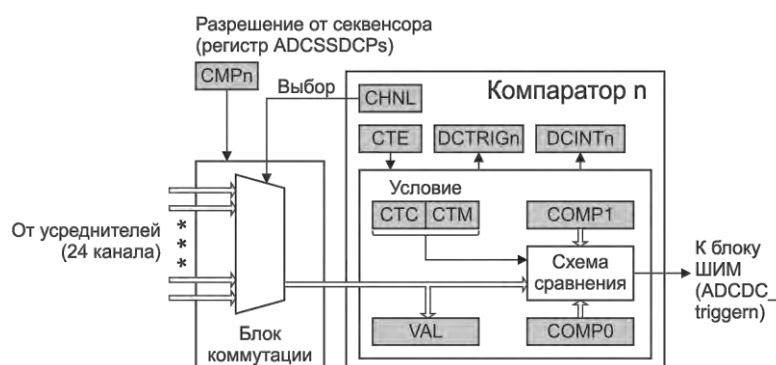 Разрешение от секвенсора
(регистр ADCSSDCPs)
CMPn
Выбор
CHNL
Компаратор n
CTE
DCTRIGn
DCINTn
Условие
CTC
CTM
COMP1
От усреднителей
(24 канала)
* * *
Схема
сравнения
К блоку
ШИМ
(ADCDC_
triggern)
VAL
COMP0
Блок
коммутации